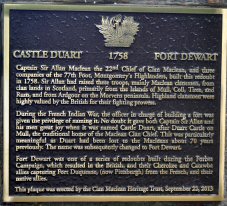 CASTLE DUART 1758 FORT DEWART
Captain Sir Allan Maclean the 22nd Chief of Clan Maclean, and three
companies of the 77th Foot, Montgomery's Highlanders, built this redoubt
in 1758. Sir Allan had raised these troops, mainly Maclean clansmen, from
clan lands in Scotland, primarily from the Islands of Mull, Coll, Tiree, and
Rum, and from Ardgour on the Morvern peninsula. Highland clansmen were
highly valued by the British for their fighting prowess.
During the French Indian War, the officer in charge of building a fort was
given the privilege of naming it. No doubt it gave both Captain Sir Allan and
his men great joy when it was named Castle Duart, after Duart Castle on
Mull, the traditional home of the Maclean Clan Chief. This was particularly
meaningful as Duart had been lost to the Macleans about 70 years
previously. The name was subsequently changed to Fort Dewart.
Fort Dewart was one of a series of redoubts built during the Forbes
Campaign, which resulted in the British, and their Cherokee and Catawba
allies capturing Fort Duquesne, (now Pittsburgh) from the French, and their
native allies.
This plaque was erected by the Clan Maclean Heritage Trust, September 22, 2013